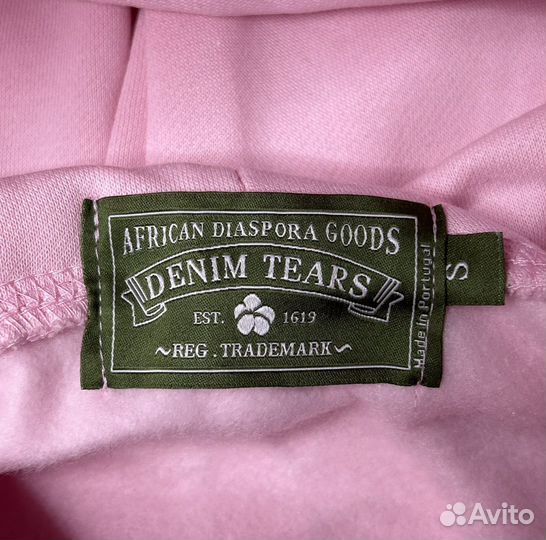 AFRICAN DIASPORA GOODS
DENIM TEARS
EST. 1619
~REG. TRADEMARK~
Made in Portugal
S
Avito